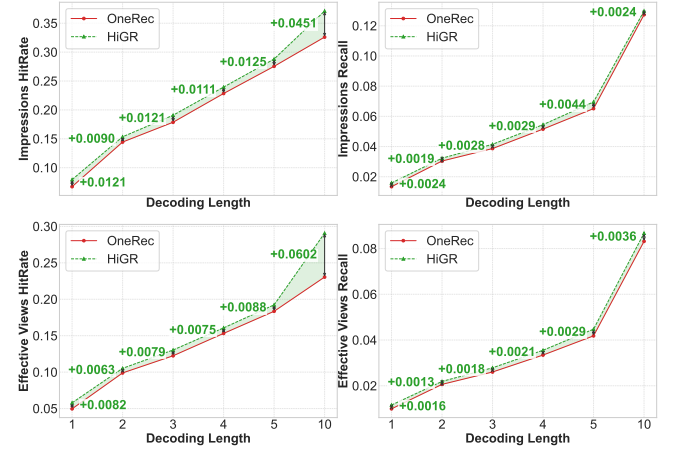 Impressions HitRate
0.35
0.30
0.25
0.20
0.15
0.10
OneRec
HiGR
+0.0121
+0.0090
+0.0121
+0.0111
+0.0125
+0.0451
Decoding Length
Impressions Recall
0.12
0.10
0.08
0.06
0.04
0.02
OneRec
HiGR
+0.0024
+0.0019
+0.0028
+0.0029
+0.0044
+0.0024
Decoding Length
Effective Views HitRate
0.30
0.25
0.20
0.15
0.10
0.05
OneRec
HiGR
+0.0082
+0.0063
+0.0079
+0.0075
+0.0088
+0.0602
1 2 3 4 5 10
Decoding Length
Effective Views Recall
0.08
0.06
0.04
0.02
OneRec
HiGR
+0.0016
+0.0013
+0.0018
+0.0021
+0.0029
+0.0036
1 2 3 4 5 10
Decoding Length